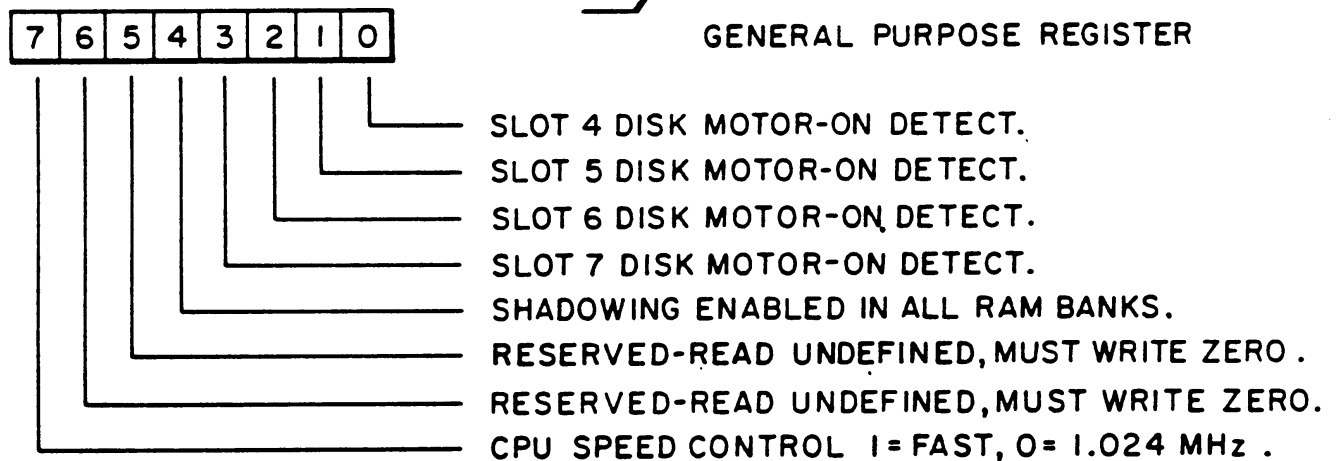 7 6 5 4 3 2 1 0
GENERAL PURPOSE REGISTER
SLOT 4 DISK MOTOR-ON DETECT.
SLOT 5 DISK MOTOR-ON DETECT.
SLOT 6 DISK MOTOR-ON DETECT.
SLOT 7 DISK MOTOR-ON DETECT.
SHADOWING ENABLED IN ALL RAM BANKS.
RESERVED-READ UNDEFINED, MUST WRITE ZERO.
RESERVED-READ UNDEFINED, MUST WRITE ZERO.
CPU SPEED CONTROL 1=FAST, 0= 1.024 MHz.